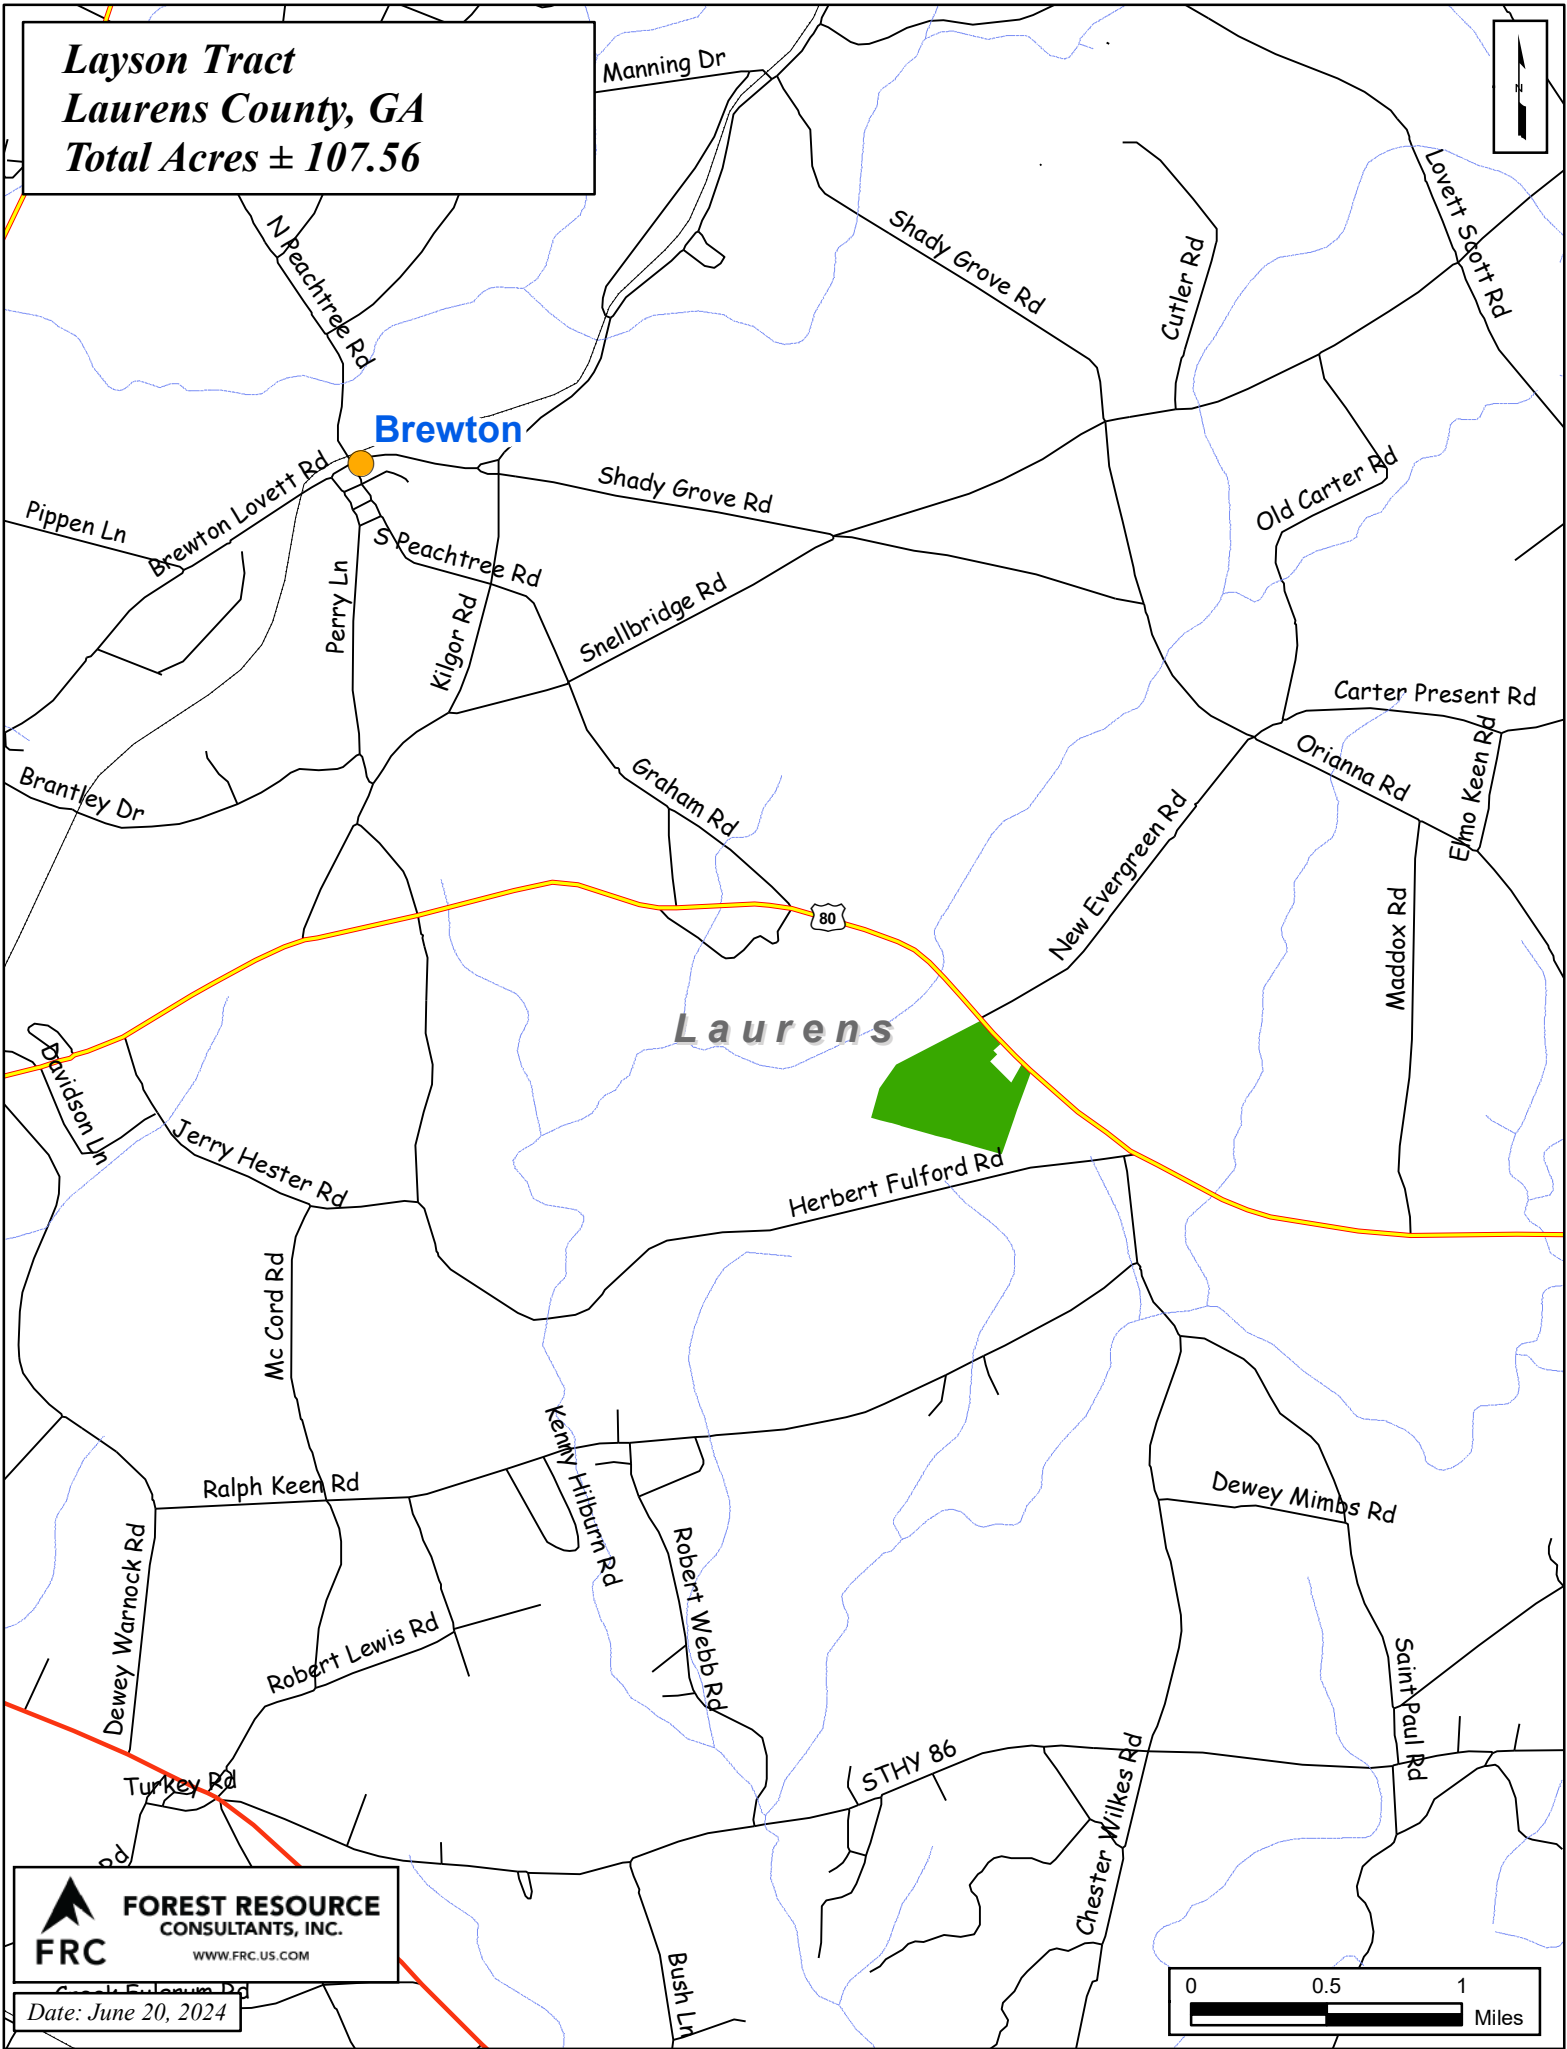 Layson Tract
Laurens County, GA
Total Acres ± 107.56
Manning Dr
N
Lovett Scott Rd
N Peachtree Rd
Shady Grove Rd
Cutler Rd
Brewton
Brewton Lovett Rd
Shady Grove Rd
Old Carter Rd
Pippen Ln
S Peachtree Rd
Perry Ln
Kilgor Rd
Snellbridge Rd
Carter Present Rd
Orianna Rd
Elmo Keen Rd
Brantley Dr
Graham Rd
New Evergreen Rd
80
Maddox Rd
Laurens
Davidson Ln
Jerry Hester Rd
Herbert Fulford Rd
Mc Cord Rd
Kenny Hilburn Rd
Ralph Keen Rd
Dewey Mimbs Rd
Dewey Warnock Rd
Robert Webb Rd
Robert Lewis Rd
Saint Paul Rd
STHY 86
Chester Wilkes Rd
Turkey Rd
Rd
FRC
FOREST RESOURCE
CONSULTANTS, INC.
WWW.FRC.US.COM
Bush Ln
Date: June 20, 2024
0 0.5 1
Miles